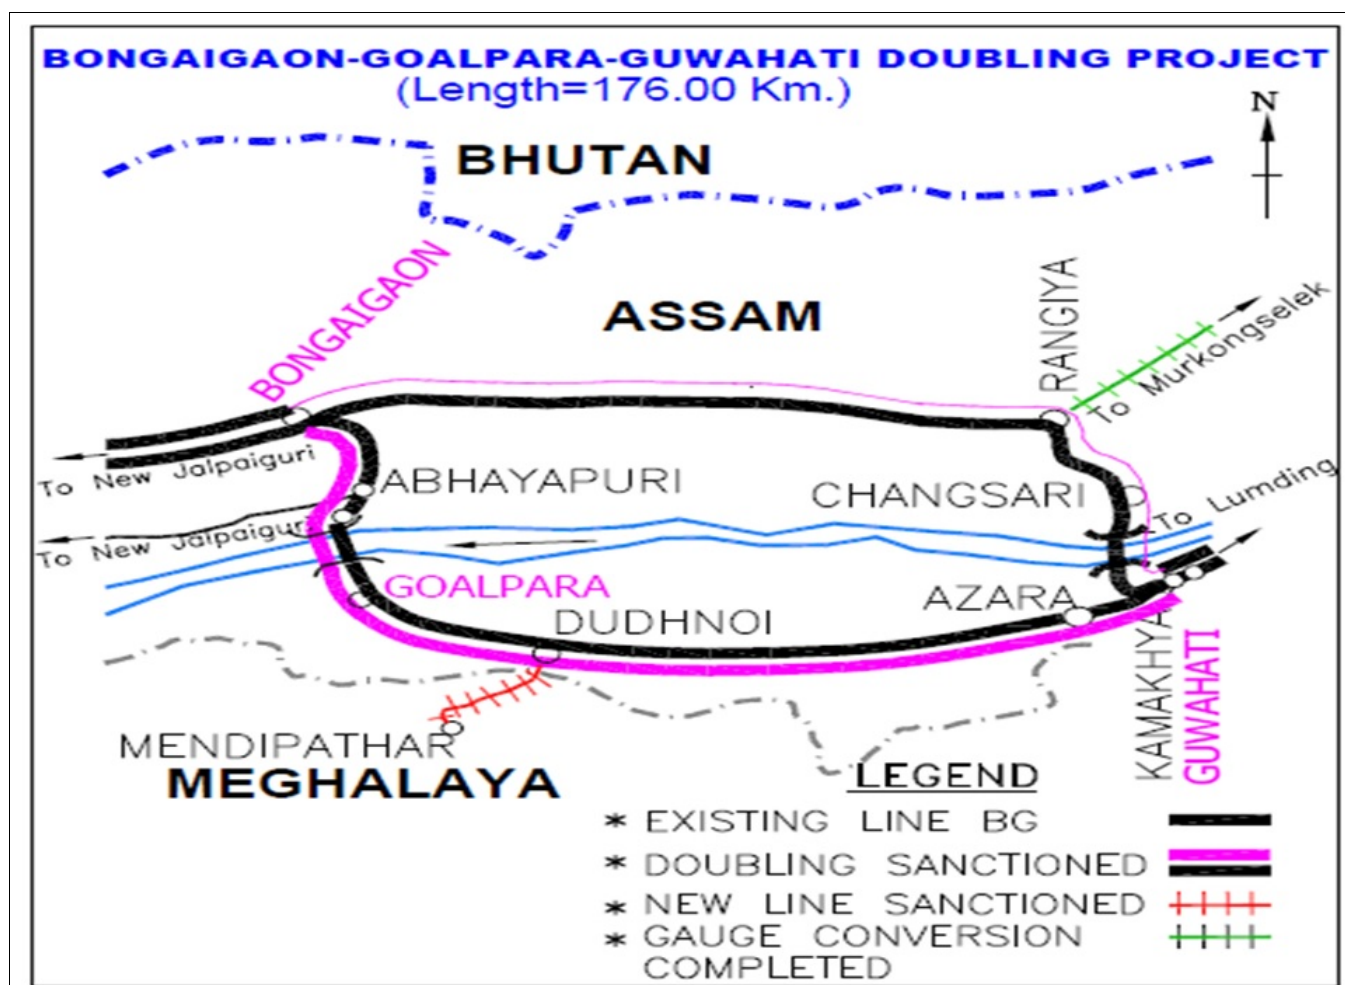 BONGAIGAON-GOALPARA-GUWAHATI DOUBLING PROJECT
(Length=176.00 Km.)
N
BHUTAN
BONGAIGAON
ASSAM
RANGIYA
To Murkongselek
To New Jalpaiguri
ABHAYAPURI
CHANGSARI
To Lumding
To New Jalpaiguri
GOALPARA
DUDHNOI
AZARA
KAMAKHYA
GUWAHATI
MENDIPATHAR
MEGHALAYA
LEGEND
* EXISTING LINE BG
* DOUBLING SANCTIONED
* NEW LINE SANCTIONED
* GAUGE CONVERSION
COMPLETED